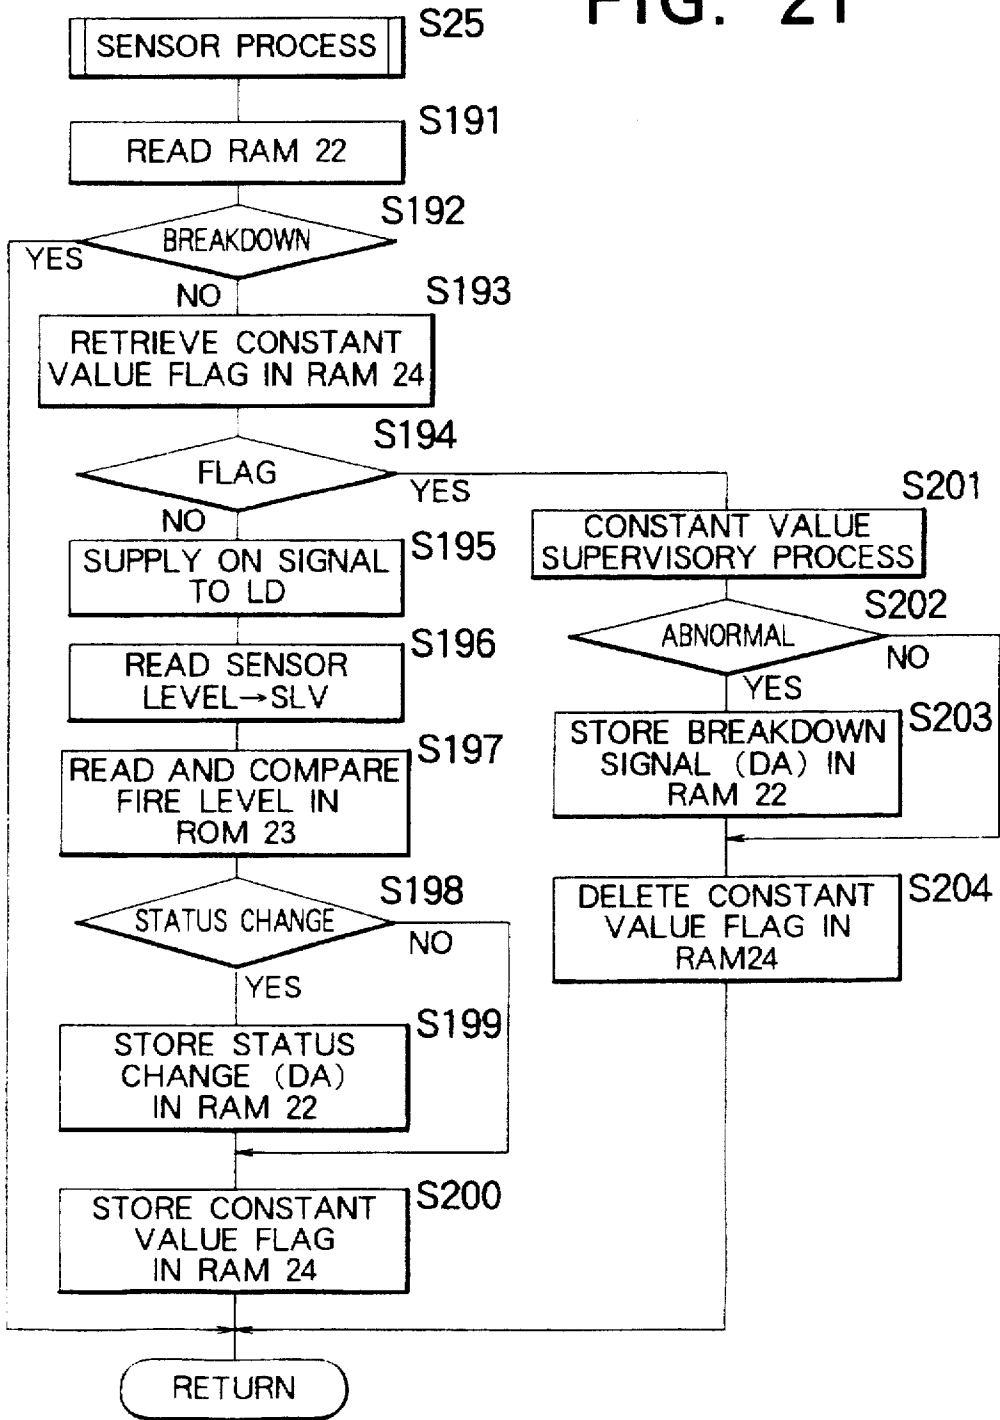 FIG. 21
SENSOR PROCESS
S25
READ RAM 22
S191
BREAKDOWN
S192
YES
NO
RETRIEVE CONSTANT
VALUE FLAG IN RAM 24
S193
FLAG
S194
YES
NO
SUPPLY ON SIGNAL
TO LD
S195
READ SENSOR
LEVEL→SLV
S196
READ AND COMPARE
FIRE LEVEL IN
ROM 23
S197
STATUS CHANGE
S198
NO
YES
STORE STATUS
CHANGE (DA)
IN RAM 22
S199
STORE CONSTANT
VALUE FLAG
IN RAM 24
S200
CONSTANT VALUE
SUPERVISORY PROCESS
S201
ABNORMAL
S202
NO
YES
STORE BREAKDOWN
SIGNAL (DA) IN
RAM 22
S203
DELETE CONSTANT
VALUE FLAG IN
RAM24
S204
RETURN